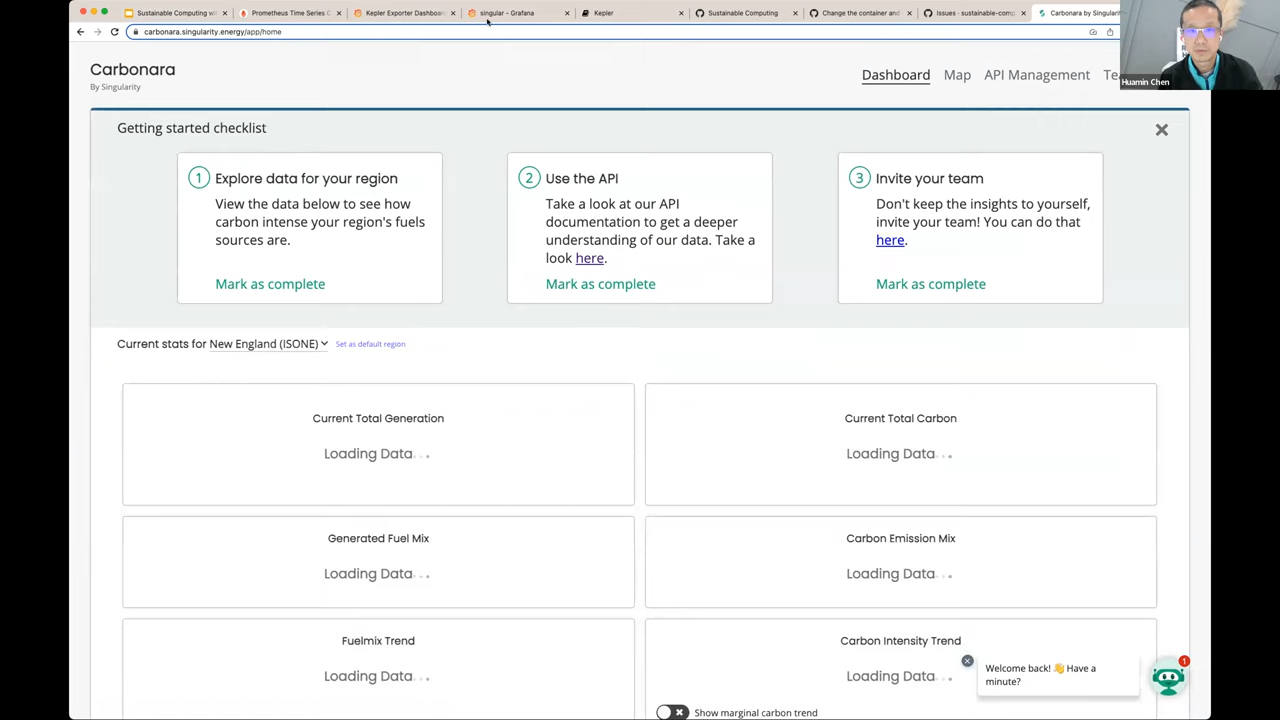 Sustainable Computing wi
Prometheus Time Series C
Kepler Exporter Dashboar
singular - Grafana
Kepler
Sustainable Computing
Change the container and
Issues · sustainable-comp
Carbonara by Singularity
carbonara.singularity.energy/app/home
Huamin Chen
Carbonara
By Singularity
Dashboard
Map
API Management
Te
Getting started checklist
1
Explore data for your region
View the data below to see how
carbon intense your region's fuels
sources are.
Mark as complete
2
Use the API
Take a look at our API
documentation to get a deeper
understanding of our data. Take a
look here.
Mark as complete
3
Invite your team
Don't keep the insights to yourself,
invite your team! You can do that
here.
Mark as complete
Current stats for New England (ISONE)
Set as default region
Current Total Generation
Loading Data...
Current Total Carbon
Loading Data...
Generated Fuel Mix
Loading Data...
Carbon Emission Mix
Loading Data...
Fuelmix Trend
Loading Data...
Carbon Intensity Trend
Loading Data...
Show marginal carbon trend
Welcome back! 👋 Have a
minute?
1